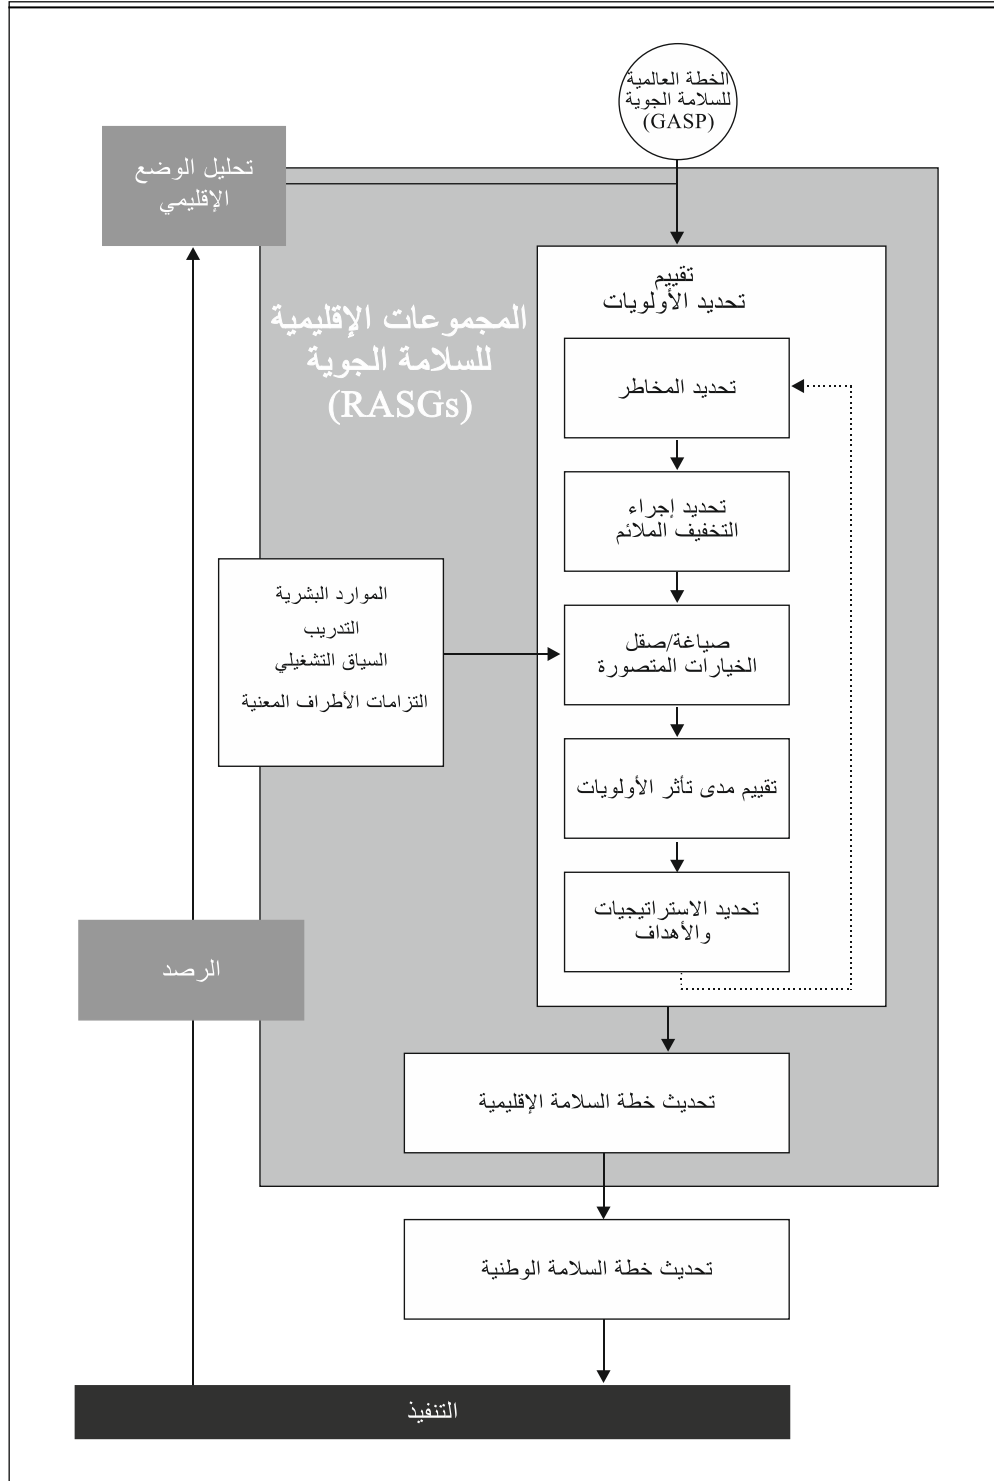 الخطة العالمية
للسلامة الجوية
(GASP)
تحليل الوضع
الإقليمي
المجموعات الإقليمية
للسلامة الجوية
(RASGs)
تقييم
تحديد الأولويات
تحديد المخاطر
تحديد إجراء
التخفيف الملائم
الموارد البشرية
التدريب
السياق التشغيلي
التزامات الأطراف المعنية
صياغة/صقل
الخيارات المتصورة
تقييم مدى تأثر الأولويات
تحديد الاستراتيجيات
والأهداف
الرصد
تحديث خطة السلامة الإقليمية
تحديث خطة السلامة الوطنية
التنفيذ